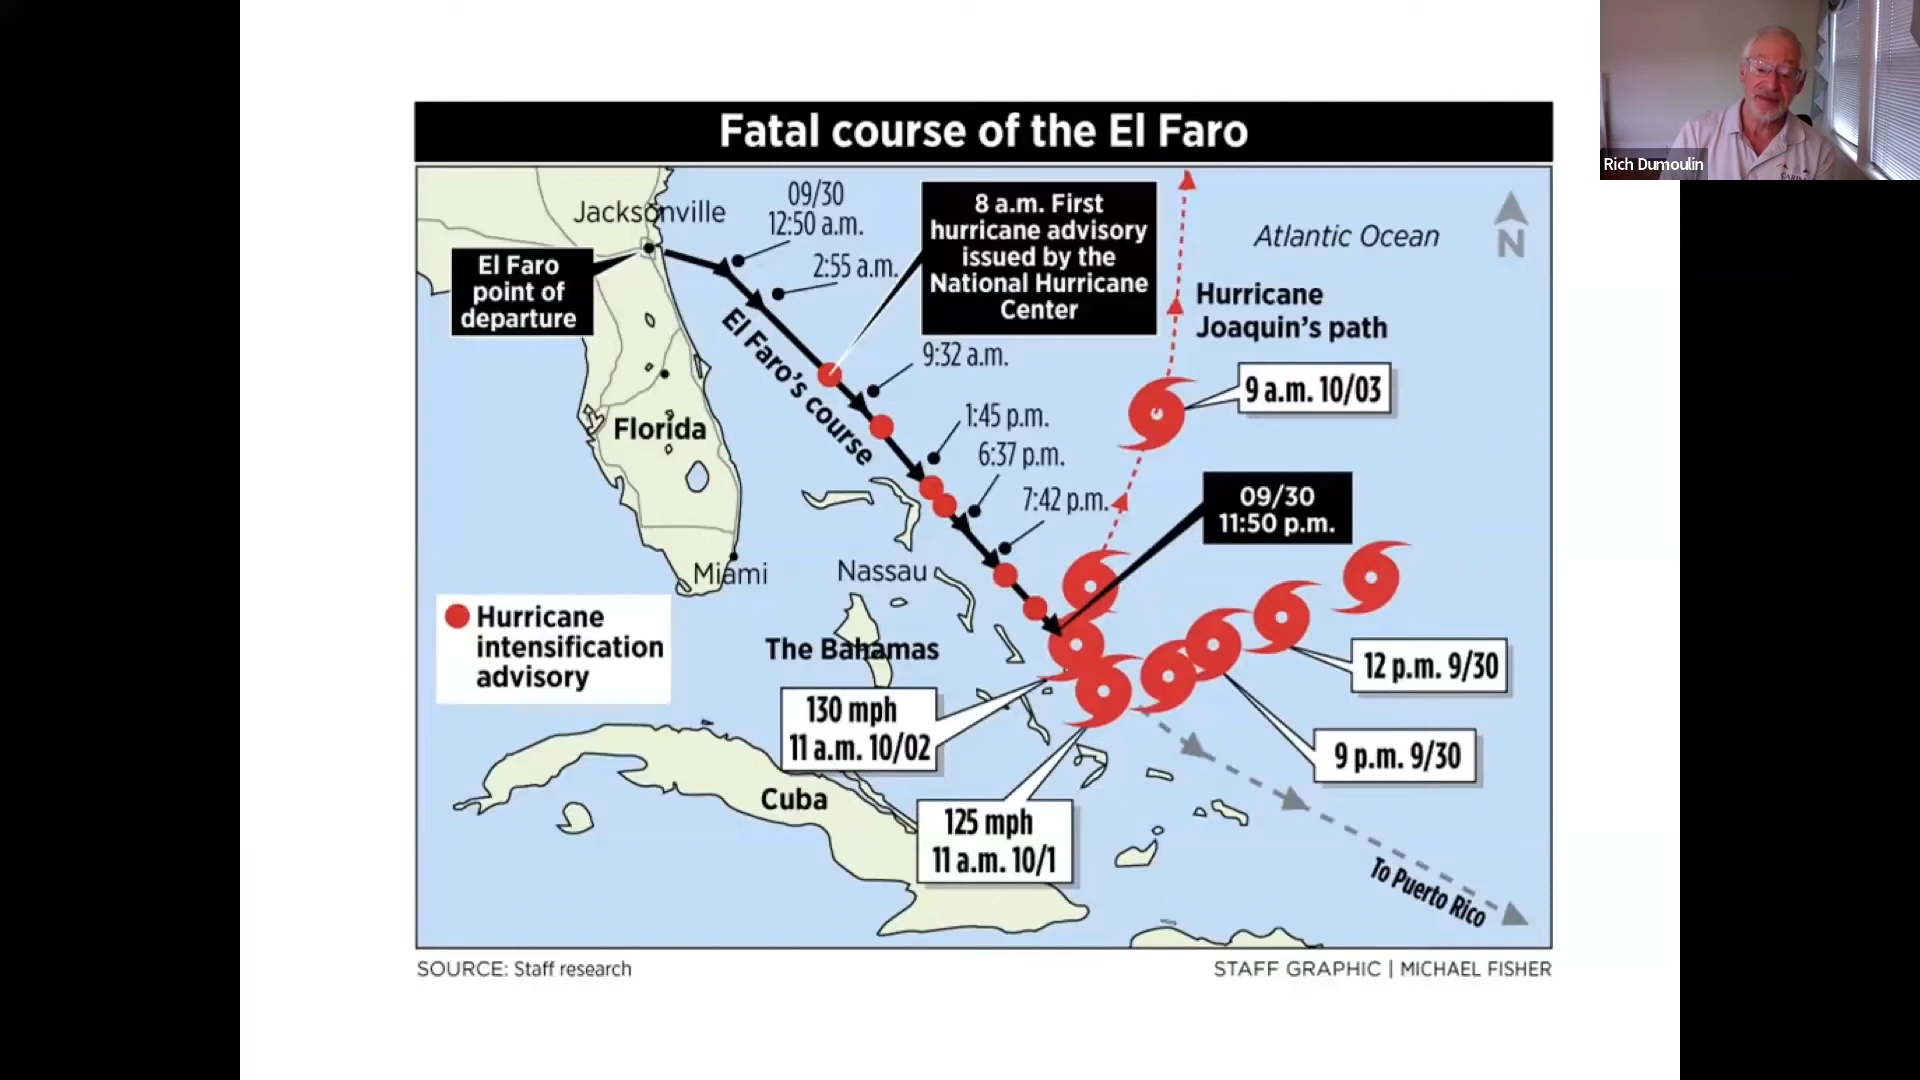 Fatal course of the El Faro
Rich Dumoulin
Jacksonville
09/30
12:50 a.m.
2:55 a.m.
8 a.m. First
hurricane advisory
issued by the
National Hurricane
Center
Atlantic Ocean
N
El Faro
point of
departure
Hurricane
Joaquin's path
El Faro's course
9:32 a.m.
9 a.m. 10/03
1:45 p.m.
Florida
6:37 p.m.
7:42 p.m.
09/30
11:50 p.m.
Miami
Nassau
Hurricane
intensification
advisory
The Bahamas
12 p.m. 9/30
130 mph
11 a.m. 10/02
9 p.m. 9/30
Cuba
125 mph
11 a.m. 10/1
To Puerto Rico
SOURCE: Staff research
STAFF GRAPHIC | MICHAEL FISHER